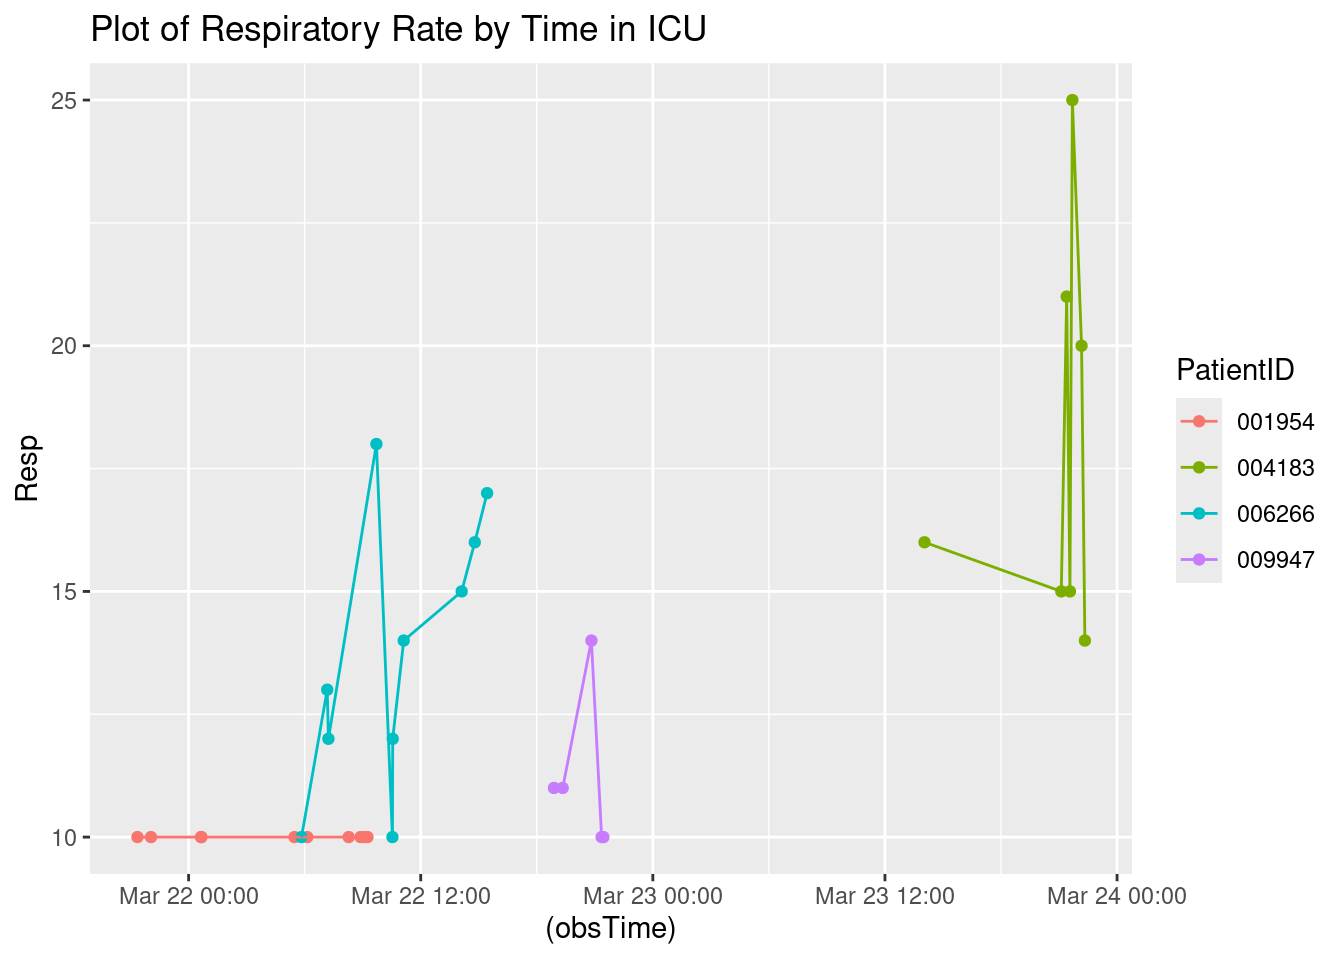 Plot of Respiratory Rate by Time in ICU
25
20
15
10
Resp
Mar 22 00:00
Mar 22 12:00
Mar 23 00:00
Mar 23 12:00
Mar 24 00:00
(obsTime)
PatientID
001954
004183
006266
009947